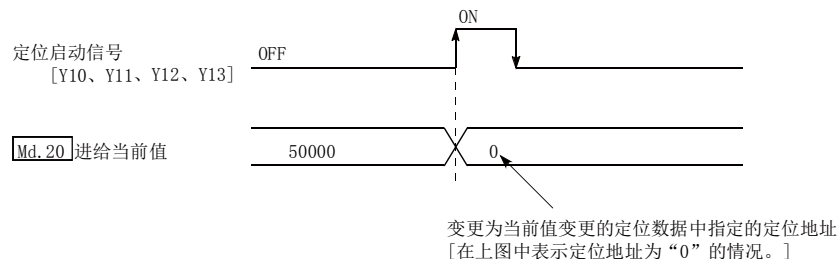 ON
定位启动信号
OFF
[Y10、Y11、Y12、Y13]
Md.20 进给当前值
50000
0
变更为当前值变更的定位数据中指定的定位地址
[在上图中表示定位地址为“0”的情况。]